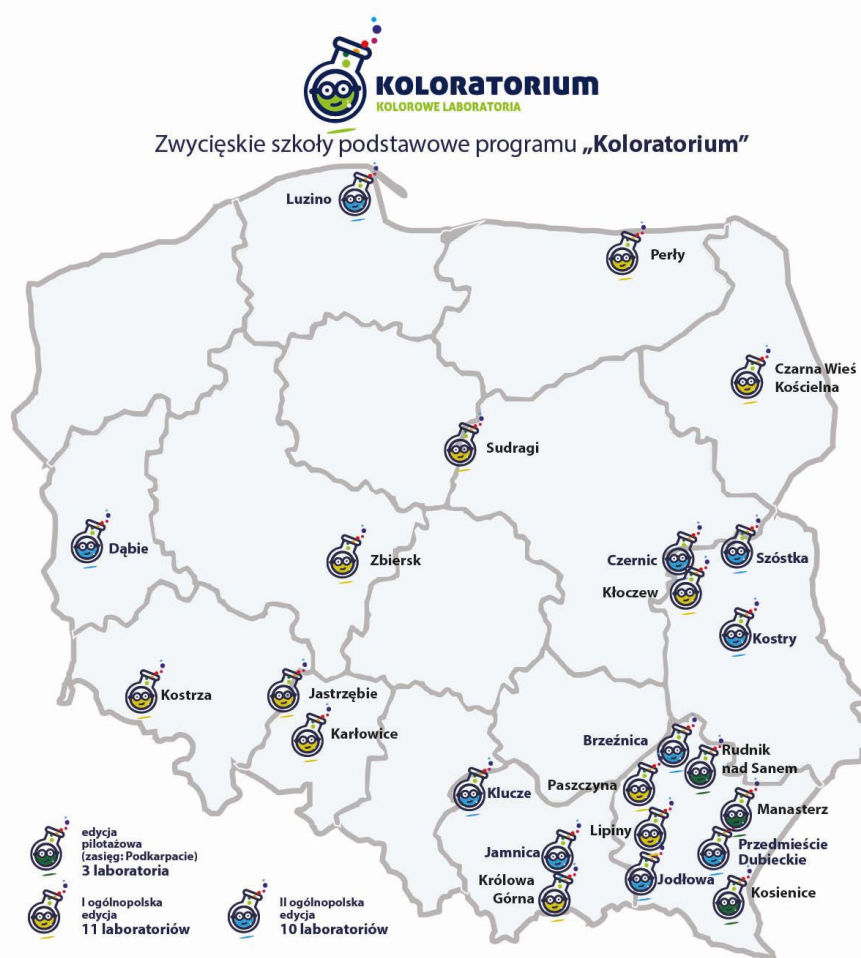 KOLORATORIUM
KOLOROWE LABORATORIA
Zwycięskie szkoły podstawowe programu „Koloratorium”
Luzino
Perły
Czarna Wieś
Kościelna
Sudragi
Dąbie
Zbiersk
Czernic
Szóstka
Kłoczew
Kostry
Kostrza
Jastrzębie
Karłowice
Brzeźnica
Rudnik
nad Sanem
Klucze
Paszczyna
Manasterz
Lipiny
Jamnica
Przedmieście
Dubieckie
Królowa
Górna
Jodłowa
Kosienice
edycja
pilotażowa
(zasięg: Podkarpacie)
3 laboratoria
I ogólnopolska
edycja
11 laboratoriów
II ogólnopolska
edycja
10 laboratoriów